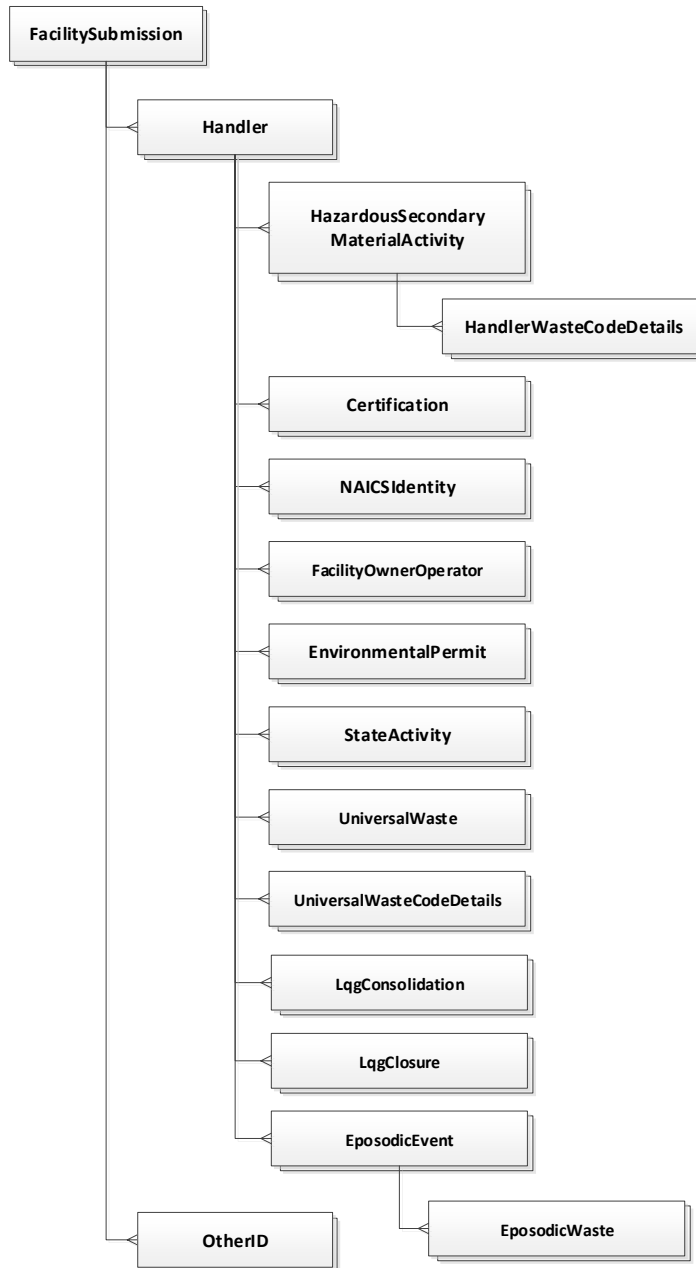 FacilitySubmission
Handler
HazardousSecondary
MaterialActivity
HandlerWasteCodeDetails
Certification
NAICSIdentity
FacilityOwnerOperator
EnvironmentalPermit
StateActivity
UniversalWaste
UniversalWasteCodeDetails
LqgConsolidation
LqgClosure
EposodicEvent
EposodicWaste
OtherID